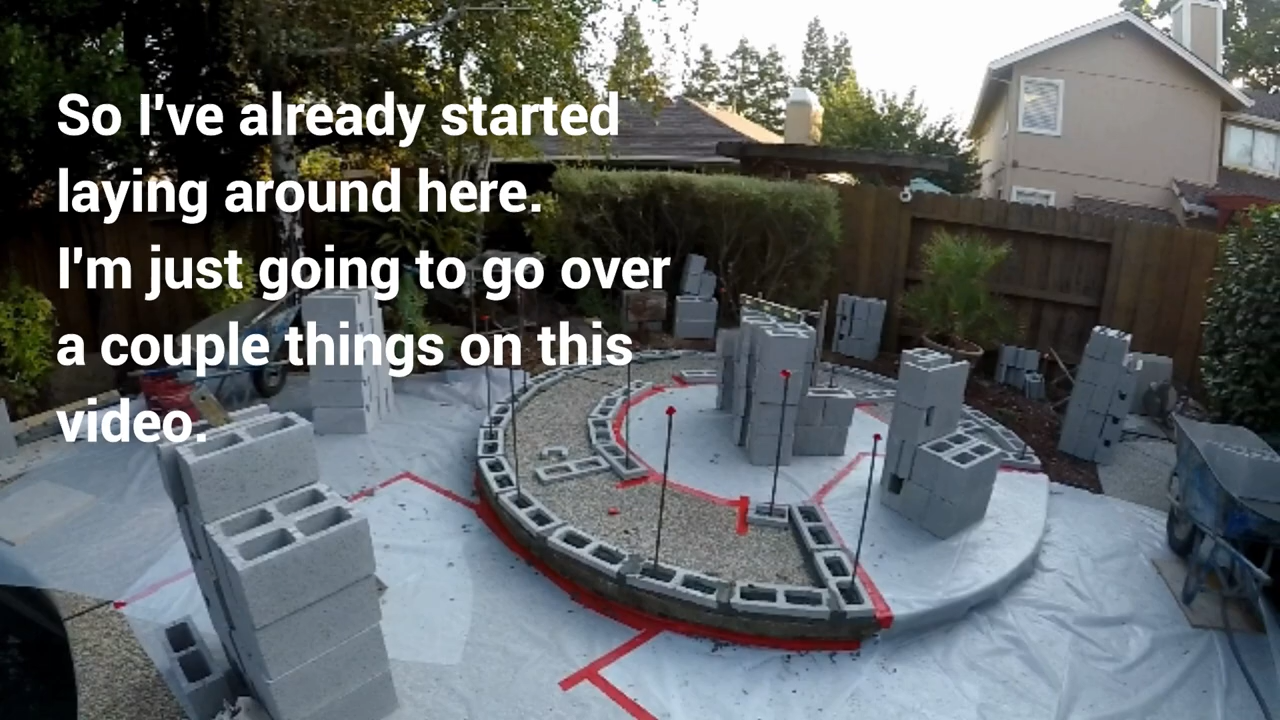 So I've already started
laying around here.
I'm just going to go over
a couple things on this
video.